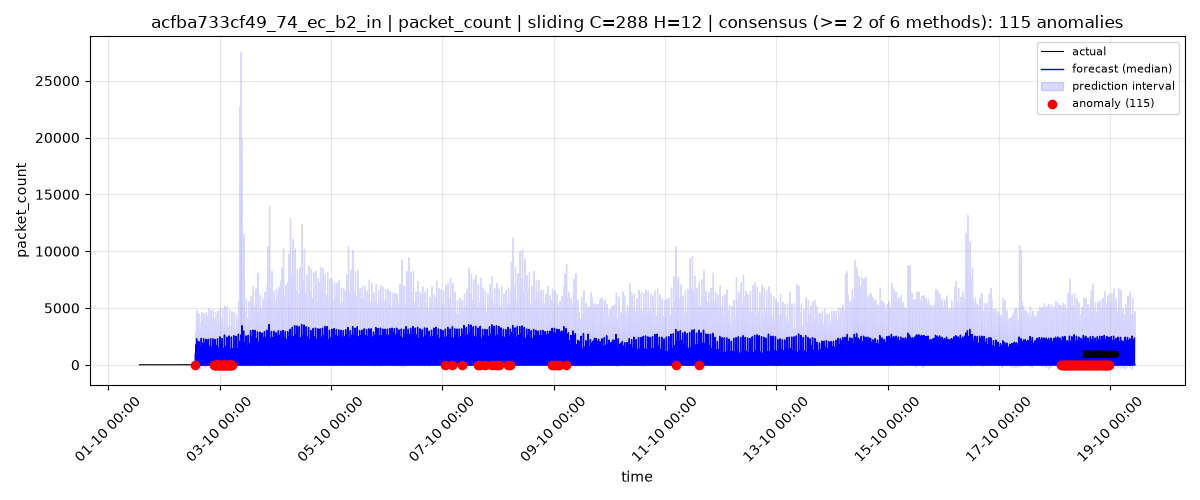 acfba733cf49_74_ec_b2_in | packet_count | sliding C=288 H=12 | consensus (>= 2 of 6 methods): 115 anomalies
actual
forecast (median)
prediction interval
anomaly (115)
packet_count
25000
20000
15000
10000
5000
0
01-10 00:00
03-10 00:00
05-10 00:00
07-10 00:00
09-10 00:00
11-10 00:00
13-10 00:00
15-10 00:00
17-10 00:00
19-10 00:00
time